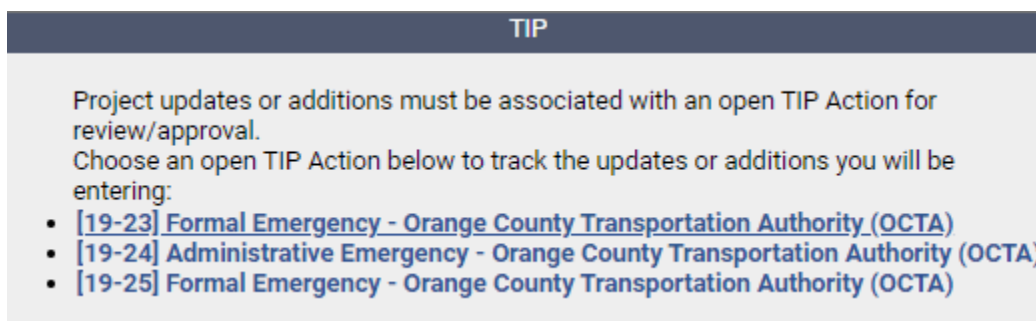 TIP
Project updates or additions must be associated with an open TIP Action for
review/approval.
Choose an open TIP Action below to track the updates or additions you will be
entering:
• [19-23] Formal Emergency - Orange County Transportation Authority (OCTA)
• [19-24] Administrative Emergency - Orange County Transportation Authority (OCTA)
• [19-25] Formal Emergency - Orange County Transportation Authority (OCTA)